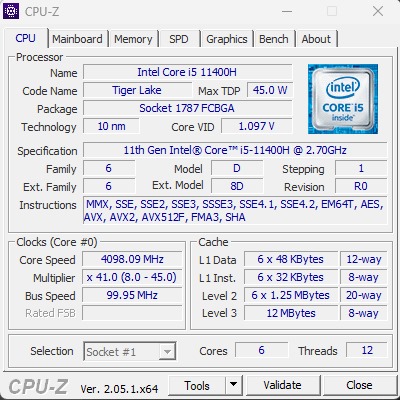 CPU-Z
CPU Mainboard Memory SPD Graphics Bench About
Processor
Name Intel Core i5 11400H
Code Name Tiger Lake Max TDP 45.0 W
Package Socket 1787 FCBGA
Technology 10 nm Core VID 1.097 V
intel
CORE i5
inside™
Specification 11th Gen Intel® Core™ i5-11400H @ 2.70GHz
Family 6 Model D Stepping 1
Ext. Family 6 Ext. Model 8D Revision R0
Instructions MMX, SSE, SSE2, SSE3, SSSE3, SSE4.1, SSE4.2, EM64T, AES,
AVX, AVX2, AVX512F, FMA3, SHA
Clocks (Core #0)
Core Speed 4098.09 MHz
Multiplier x 41.0 (8.0 - 45.0)
Bus Speed 99.95 MHz
Rated FSB
Cache
L1 Data 6 x 48 KBytes 12-way
L1 Inst. 6 x 32 KBytes 8-way
Level 2 6 x 1.25 MBytes 20-way
Level 3 12 MBytes 8-way
Selection Socket #1 Cores 6 Threads 12
CPU-Z Ver. 2.05.1.x64 Tools Validate Close